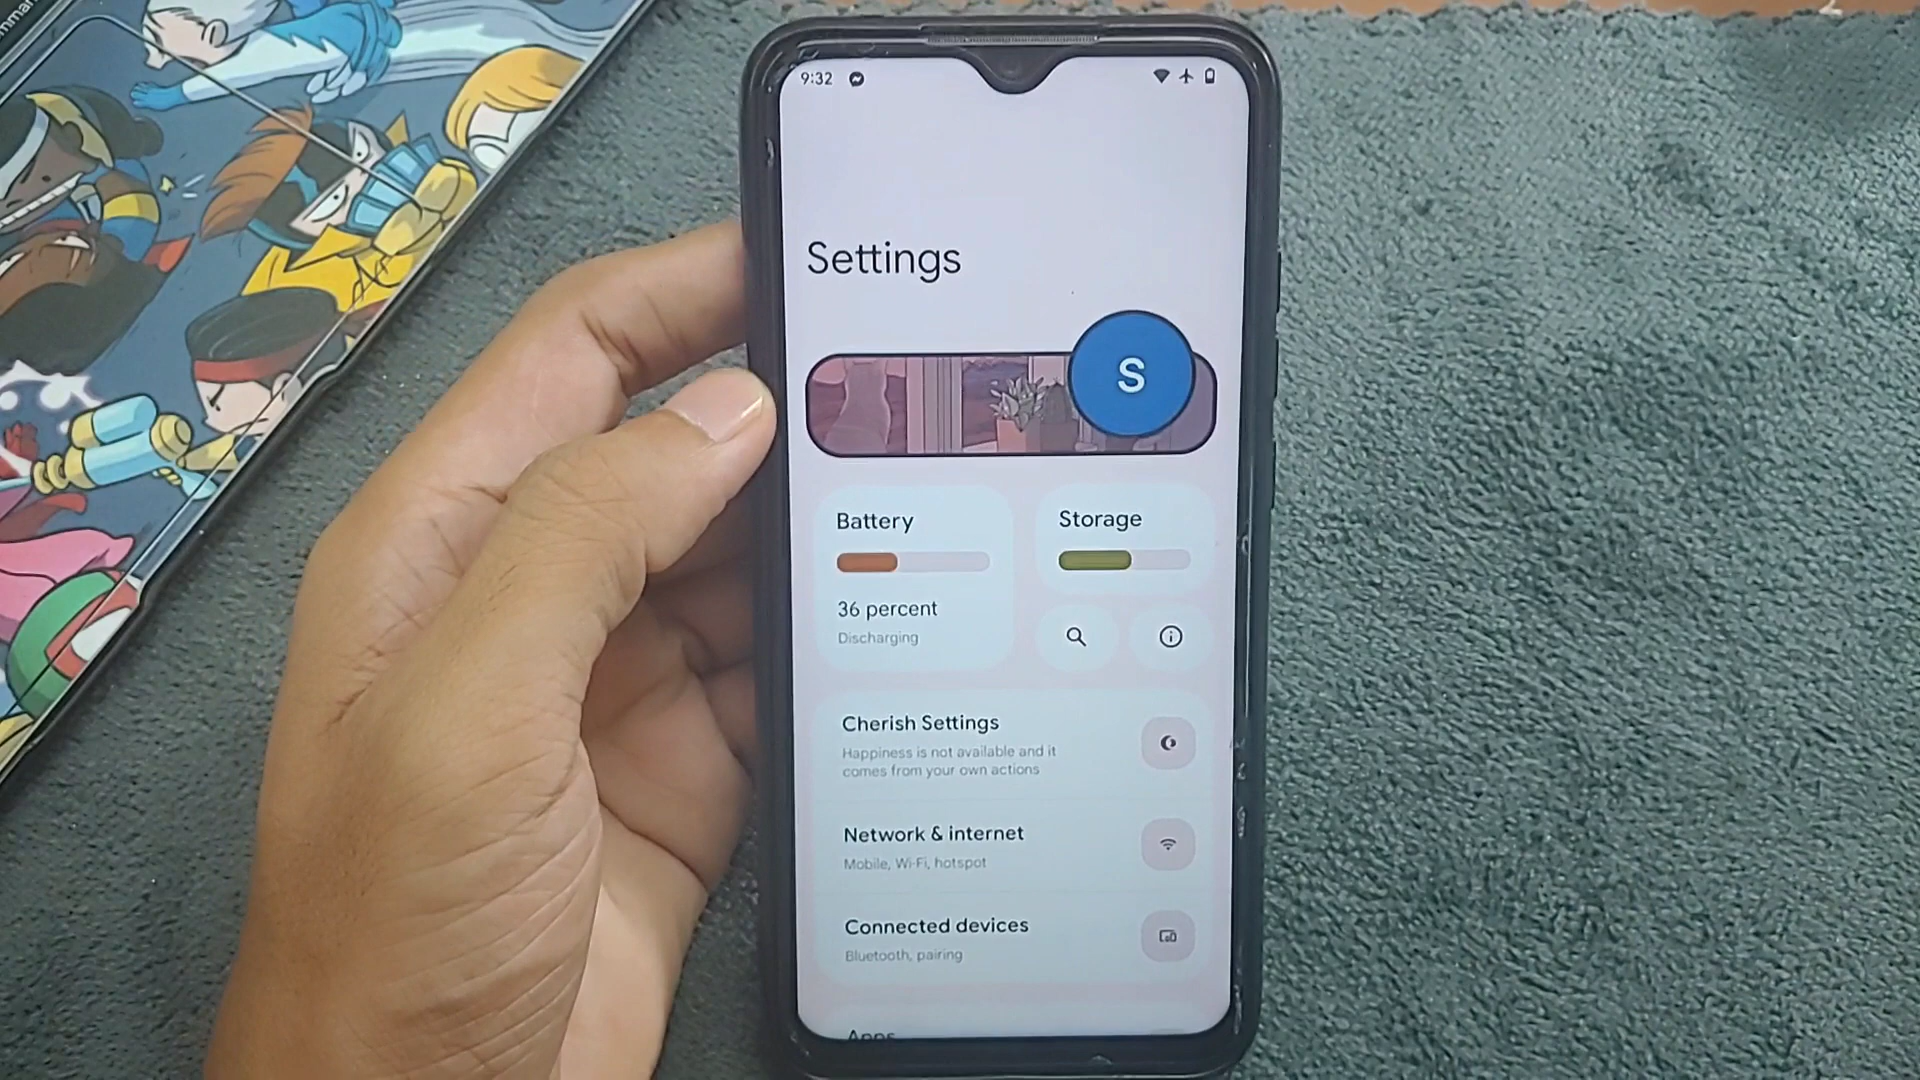 9:32
Settings
S
Battery
Storage
36 percent
Discharging
Cherish Settings
Happiness is not available and it
comes from your own actions
Network & internet
Mobile, Wi-Fi, hotspot
Connected devices
Bluetooth, pairing
Apps